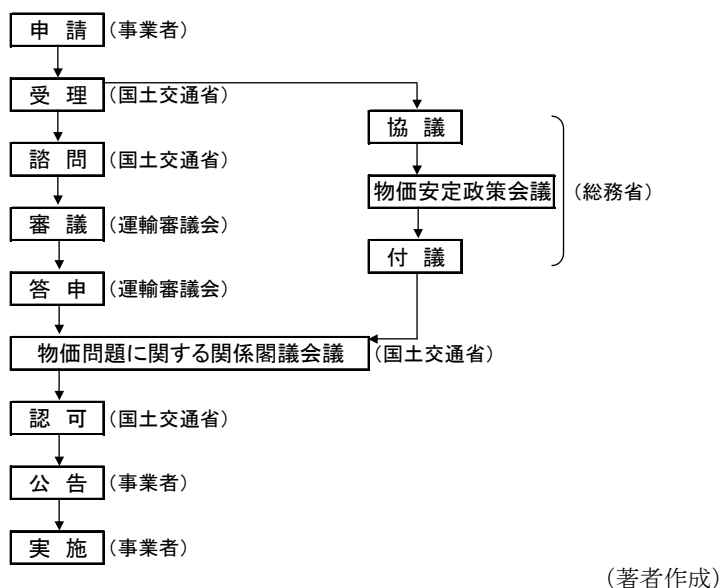 申 請 (事業者)
受 理 (国土交通省)
諮 問 (国土交通省)
審 議 (運輸審議会)
答 申 (運輸審議会)
協 議
物価安定政策会議 (総務省)
付 議
物価問題に関する関係閣議会議 (国土交通省)
認 可 (国土交通省)
公 告 (事業者)
実 施 (事業者)
(著者作成)